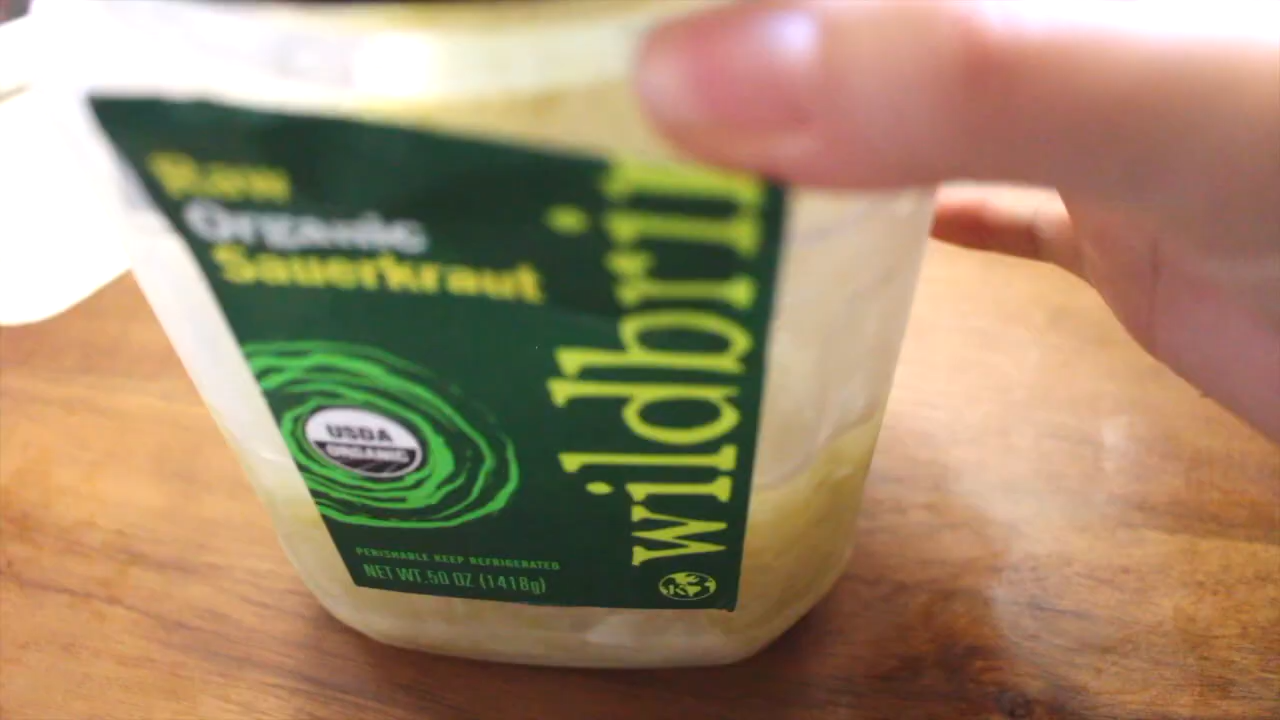 Raw
Organic
Sauerkraut
wildbrin
USDA
ORGANIC
PERISHABLE KEEP REFRIGERATED
NET WT.50 OZ (1418g)
K